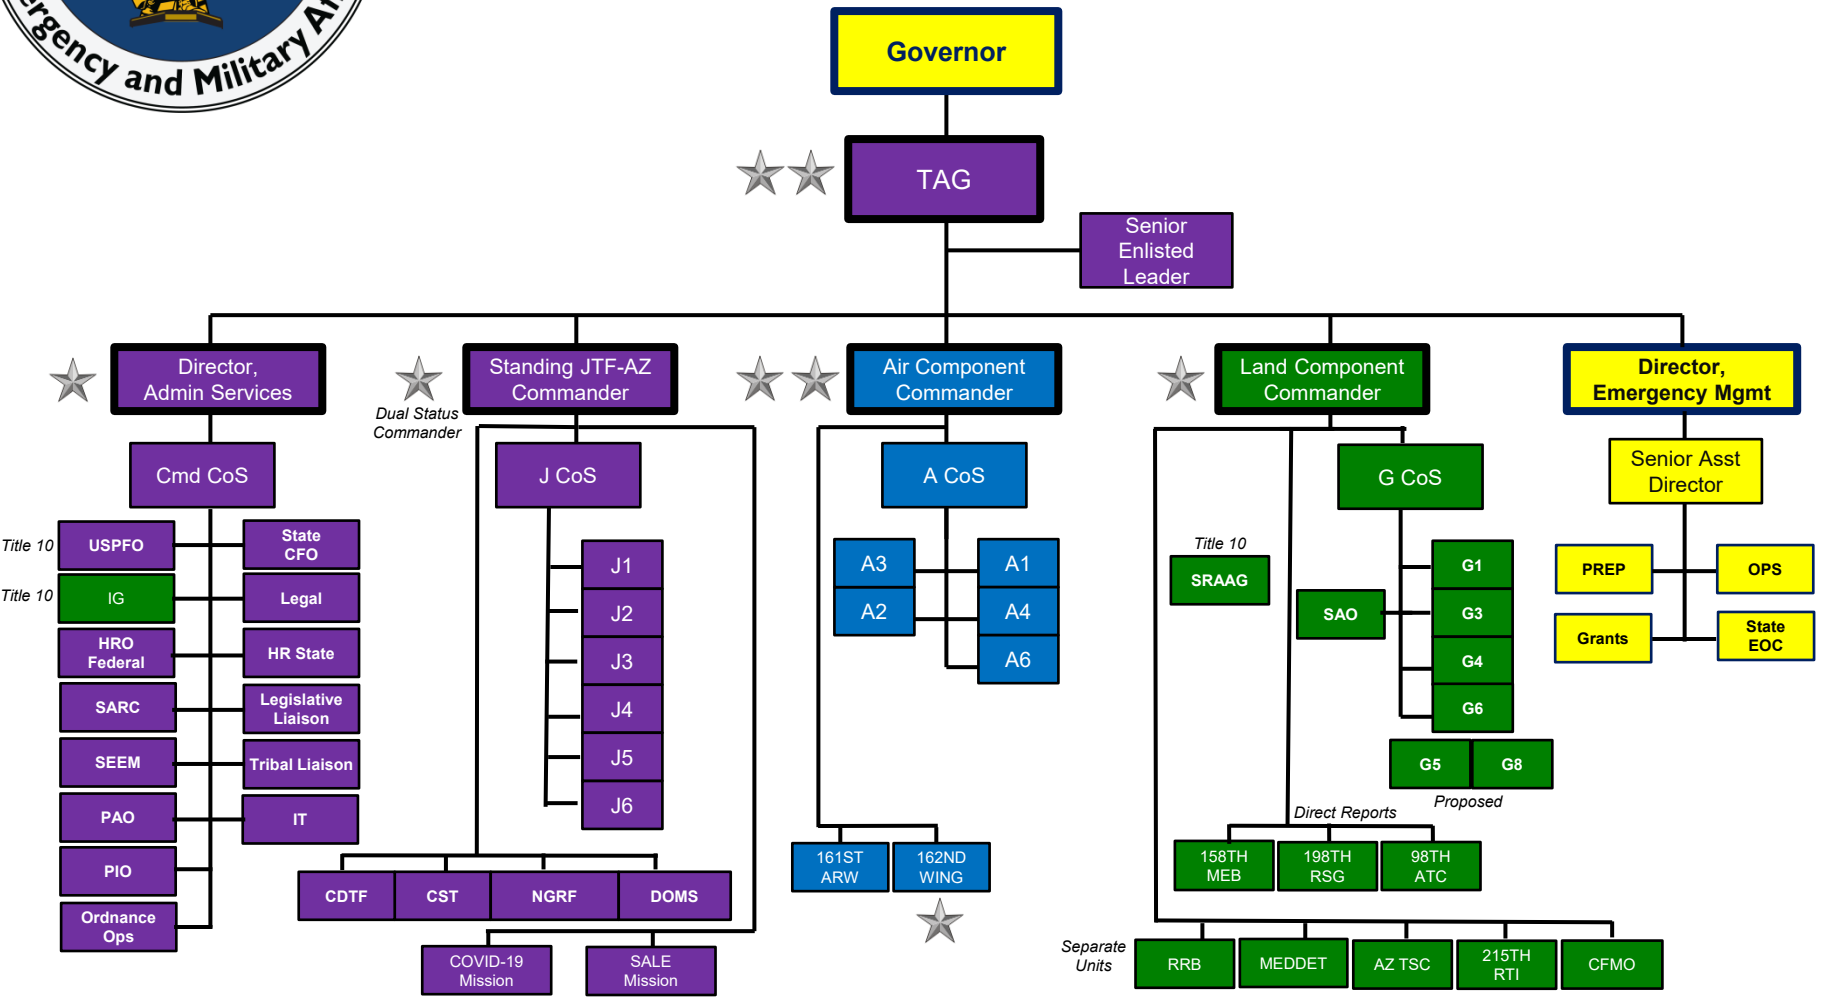 ergency and Military Af
Governor
TAG
Senior
Enlisted
Leader
Director,
Admin Services
Standing JTF-AZ
Commander
Dual Status
Commander
Air Component
Commander
Land Component
Commander
Director,
Emergency Mgmt
Cmd CoS
J CoS
A CoS
G CoS
Senior Asst
Director
Title 10
USPFO
State
CFO
Title 10
IG
Legal
HRO
Federal
HR State
SARC
Legislative
Liaison
SEEM
Tribal Liaison
PAO
IT
PIO
Ordnance
Ops
J1
J2
J3
J4
J5
J6
CDTF
CST
NGRF
DOMS
COVID-19
Mission
SALE
Mission
A3
A1
A2
A4
A6
161ST
ARW
162ND
WING
Title 10
SRAAG
SAO
G1
G3
G4
G6
G5
G8
Proposed
Direct Reports
158TH
MEB
198TH
RSG
98TH
ATC
Separate
Units
RRB
MEDDET
AZ TSC
215TH
RTI
CFMO
PREP
OPS
Grants
State
EOC